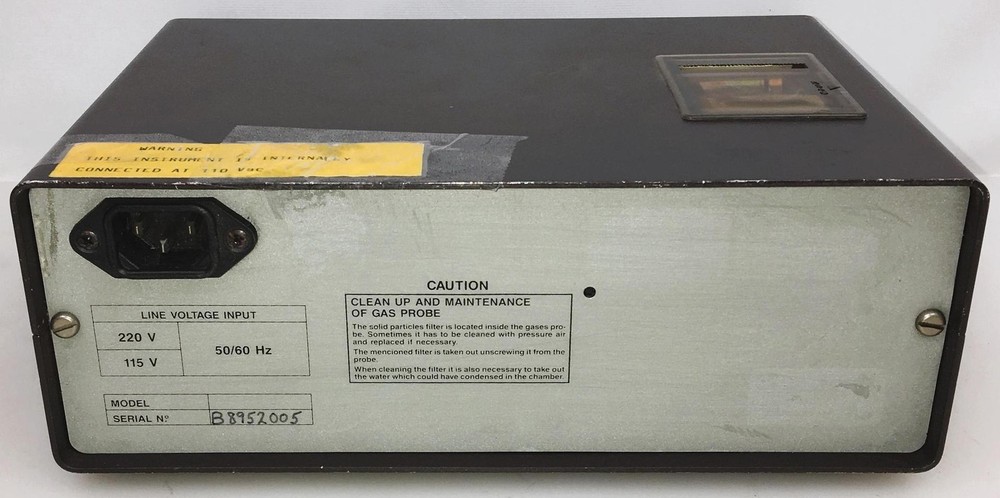 WARNING
THIS INSTRUMENT IS INTERNALLY
CONNECTED AT 110 VAC
LINE VOLTAGE INPUT
220 V
115 V
50/60 Hz
MODEL
SERIAL Nº B8952005
CAUTION
CLEAN UP AND MAINTENANCE
OF GAS PROBE
The solid particles filter is located inside the gases pro-
be. Sometimes it has to be cleaned with pressure air
and replaced if necessary.
The mencioned filter is taken out unscrewing it from the
probe.
When cleaning the filter it is also necessary to take out
the water which could have condensed in the chamber.